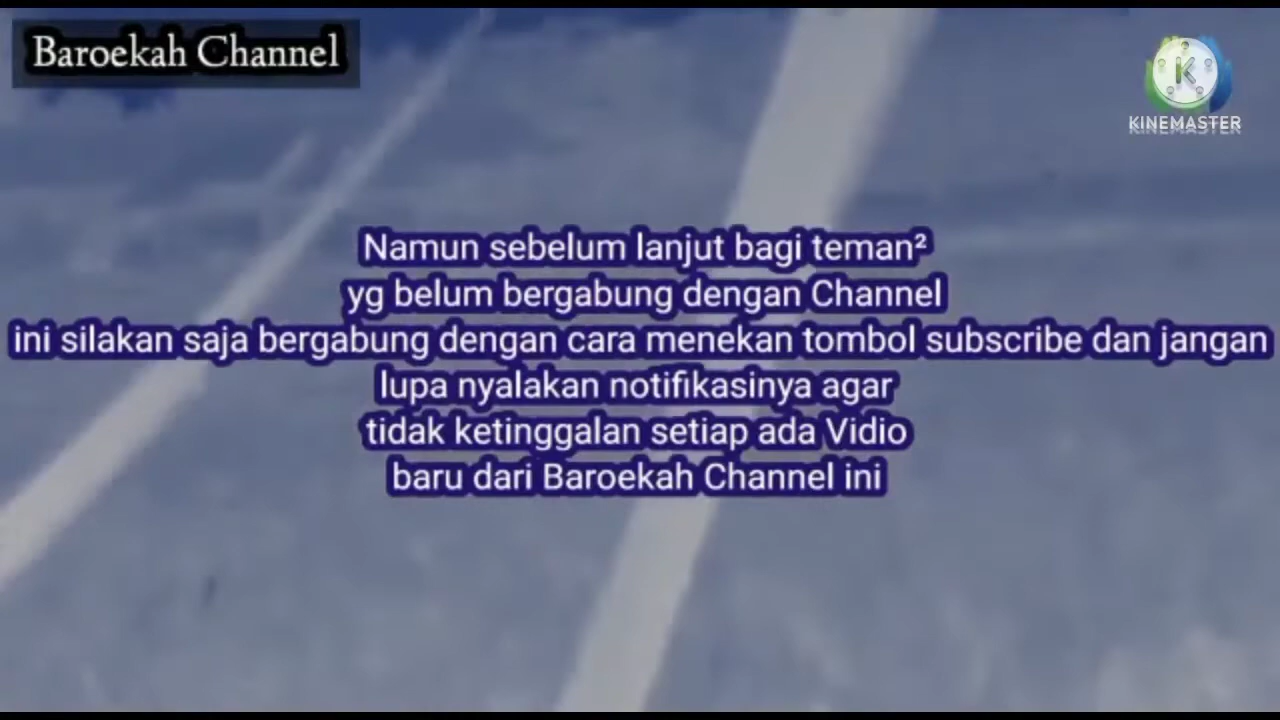 Baroekah Channel
KINEMASTER
Namun sebelum lanjut bagi teman²
yg belum bergabung dengan Channel
ini silakan saja bergabung dengan cara menekan tombol subscribe dan jangan
lupa nyalakan notifikasinya agar
tidak ketinggalan setiap ada Vidio
baru dari Baroekah Channel ini